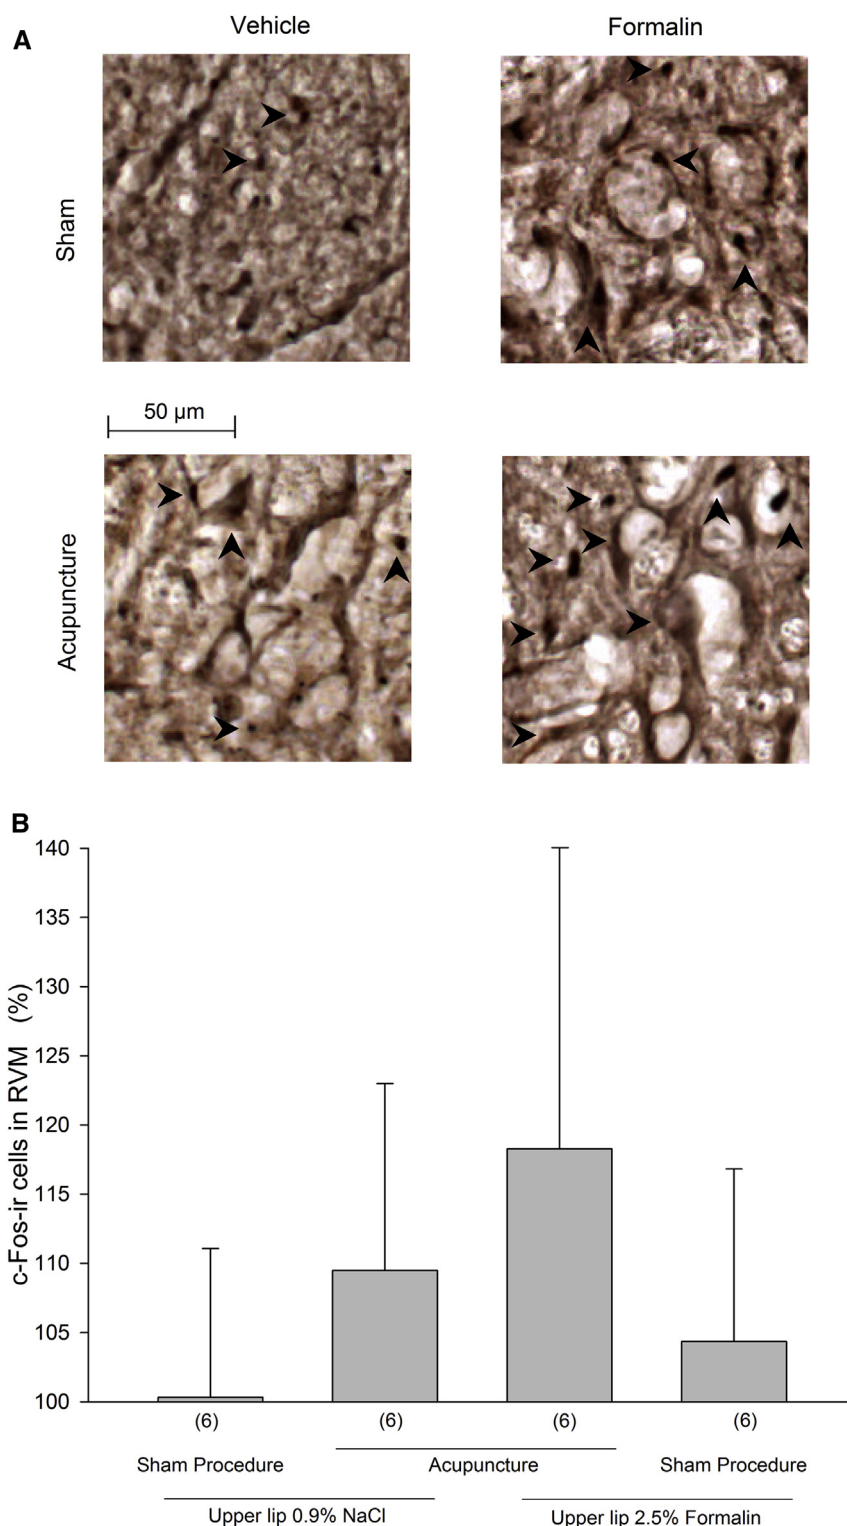 A
Vehicle
Formalin
Sham
50 µm
Acupuncture
B
c-Fos-ir cells in RVM (%)
140
135
130
125
120
115
110
105
100
(6) (6) (6) (6)
Sham Procedure Acupuncture Sham Procedure
Upper lip 0.9% NaCl Upper lip 2.5% Formalin